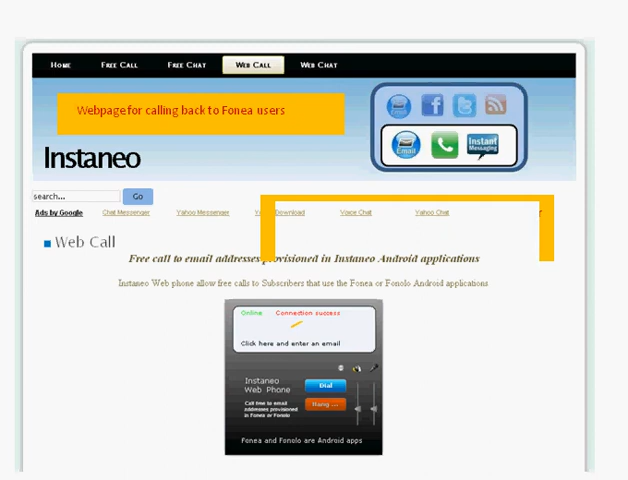 Home Free Call Free Chat Web Call Web Chat
Webpage for calling back to Fonea users
Email
Email Instant Messaging
Instaneo
search... Go
Ads by Google Chat Messenger Yahoo Messenger Download Voice Chat Yahoo Chat
Web Call
Free call to email addresses provisioned in Instaneo Android applications
Instaneo Web phone allow free calls to Subscribers that use the Fonea or Fonolo Android applications
Online Connection success
Click here and enter an email
Instaneo
Web Phone
Dial
Call free to email
addresses provisioned
in Fonea or Fonolo
Hang ...
Fonea and Fonolo are Android apps